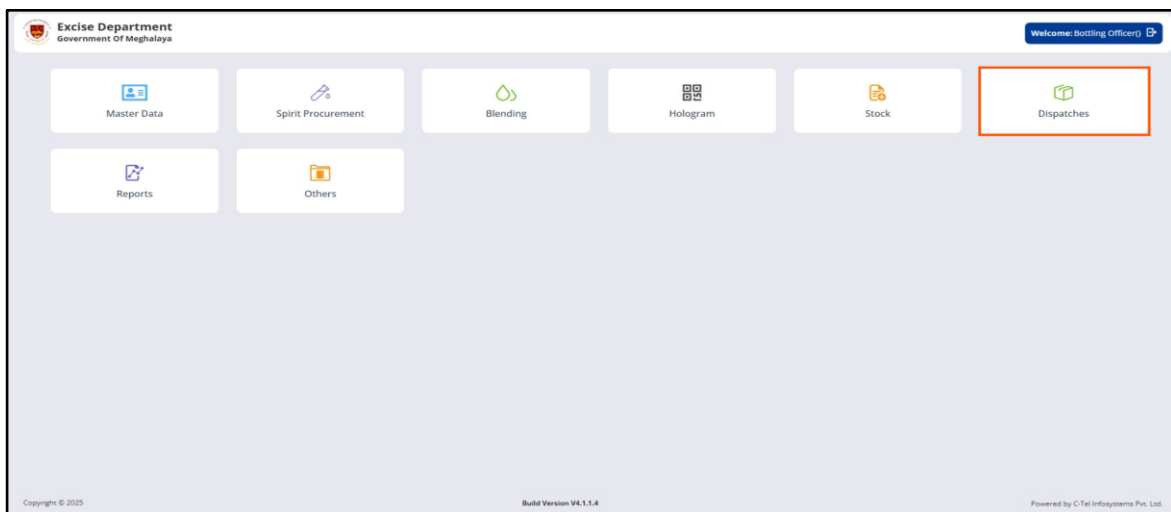 Excise Department
Government Of Meghalaya
Welcome: Bottling Officer()
Master Data
Spirit Procurement
Blending
Hologram
Stock
Dispatches
Reports
Others
Copyright © 2025
Build Version V4.1.1.4
Powered by C-Tel Infosystems Pvt. Ltd.